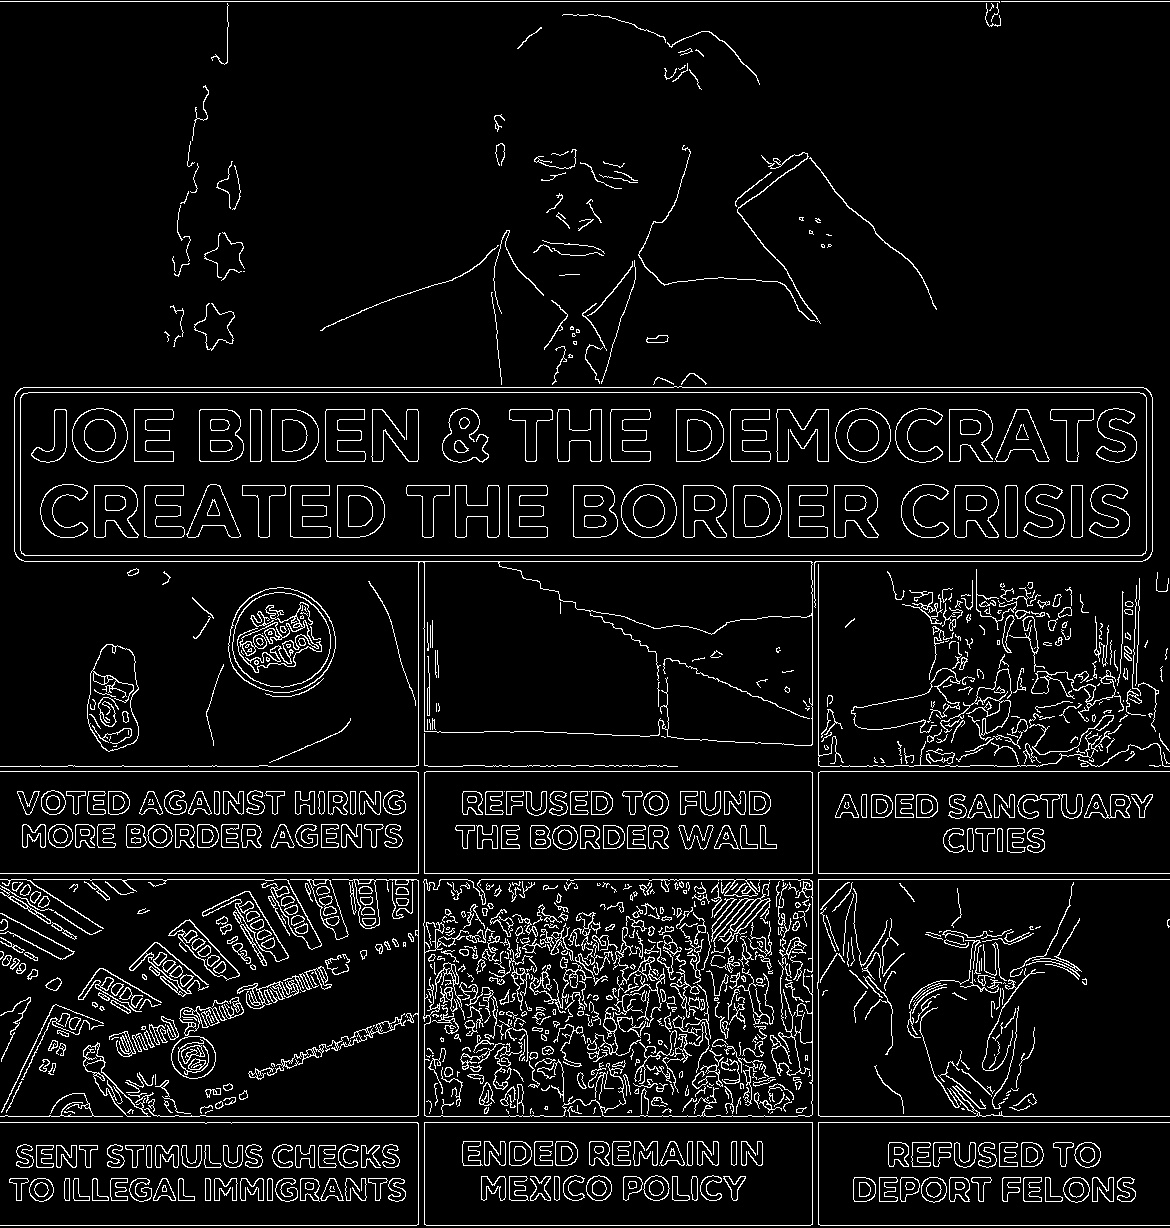 JOE BIDEN & THE DEMOCRATS
CREATED THE BORDER CRISIS
U.S.
BORDER
PATROL
VOTED AGAINST HIRING
MORE BORDER AGENTS
REFUSED TO FUND
THE BORDER WALL
AIDED SANCTUARY
CITIES
United States Treasury
SENT STIMULUS CHECKS
TO ILLEGAL IMMIGRANTS
ENDED REMAIN IN
MEXICO POLICY
REFUSED TO
DEPORT FELONS